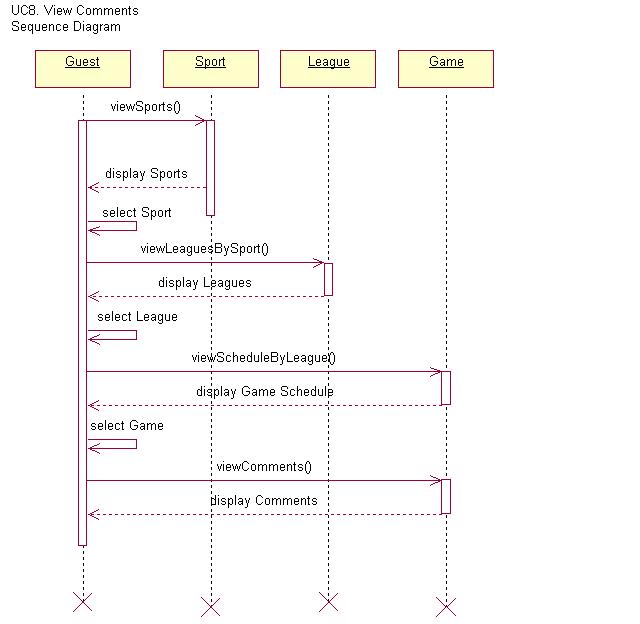 UC8. View Comments
Sequence Diagram
Guest
Sport
League
Game
viewSports()
display Sports
select Sport
viewLeaguesBySport()
display Leagues
select League
viewScheduleByLeague()
display Game Schedule
select Game
viewComments()
display Comments